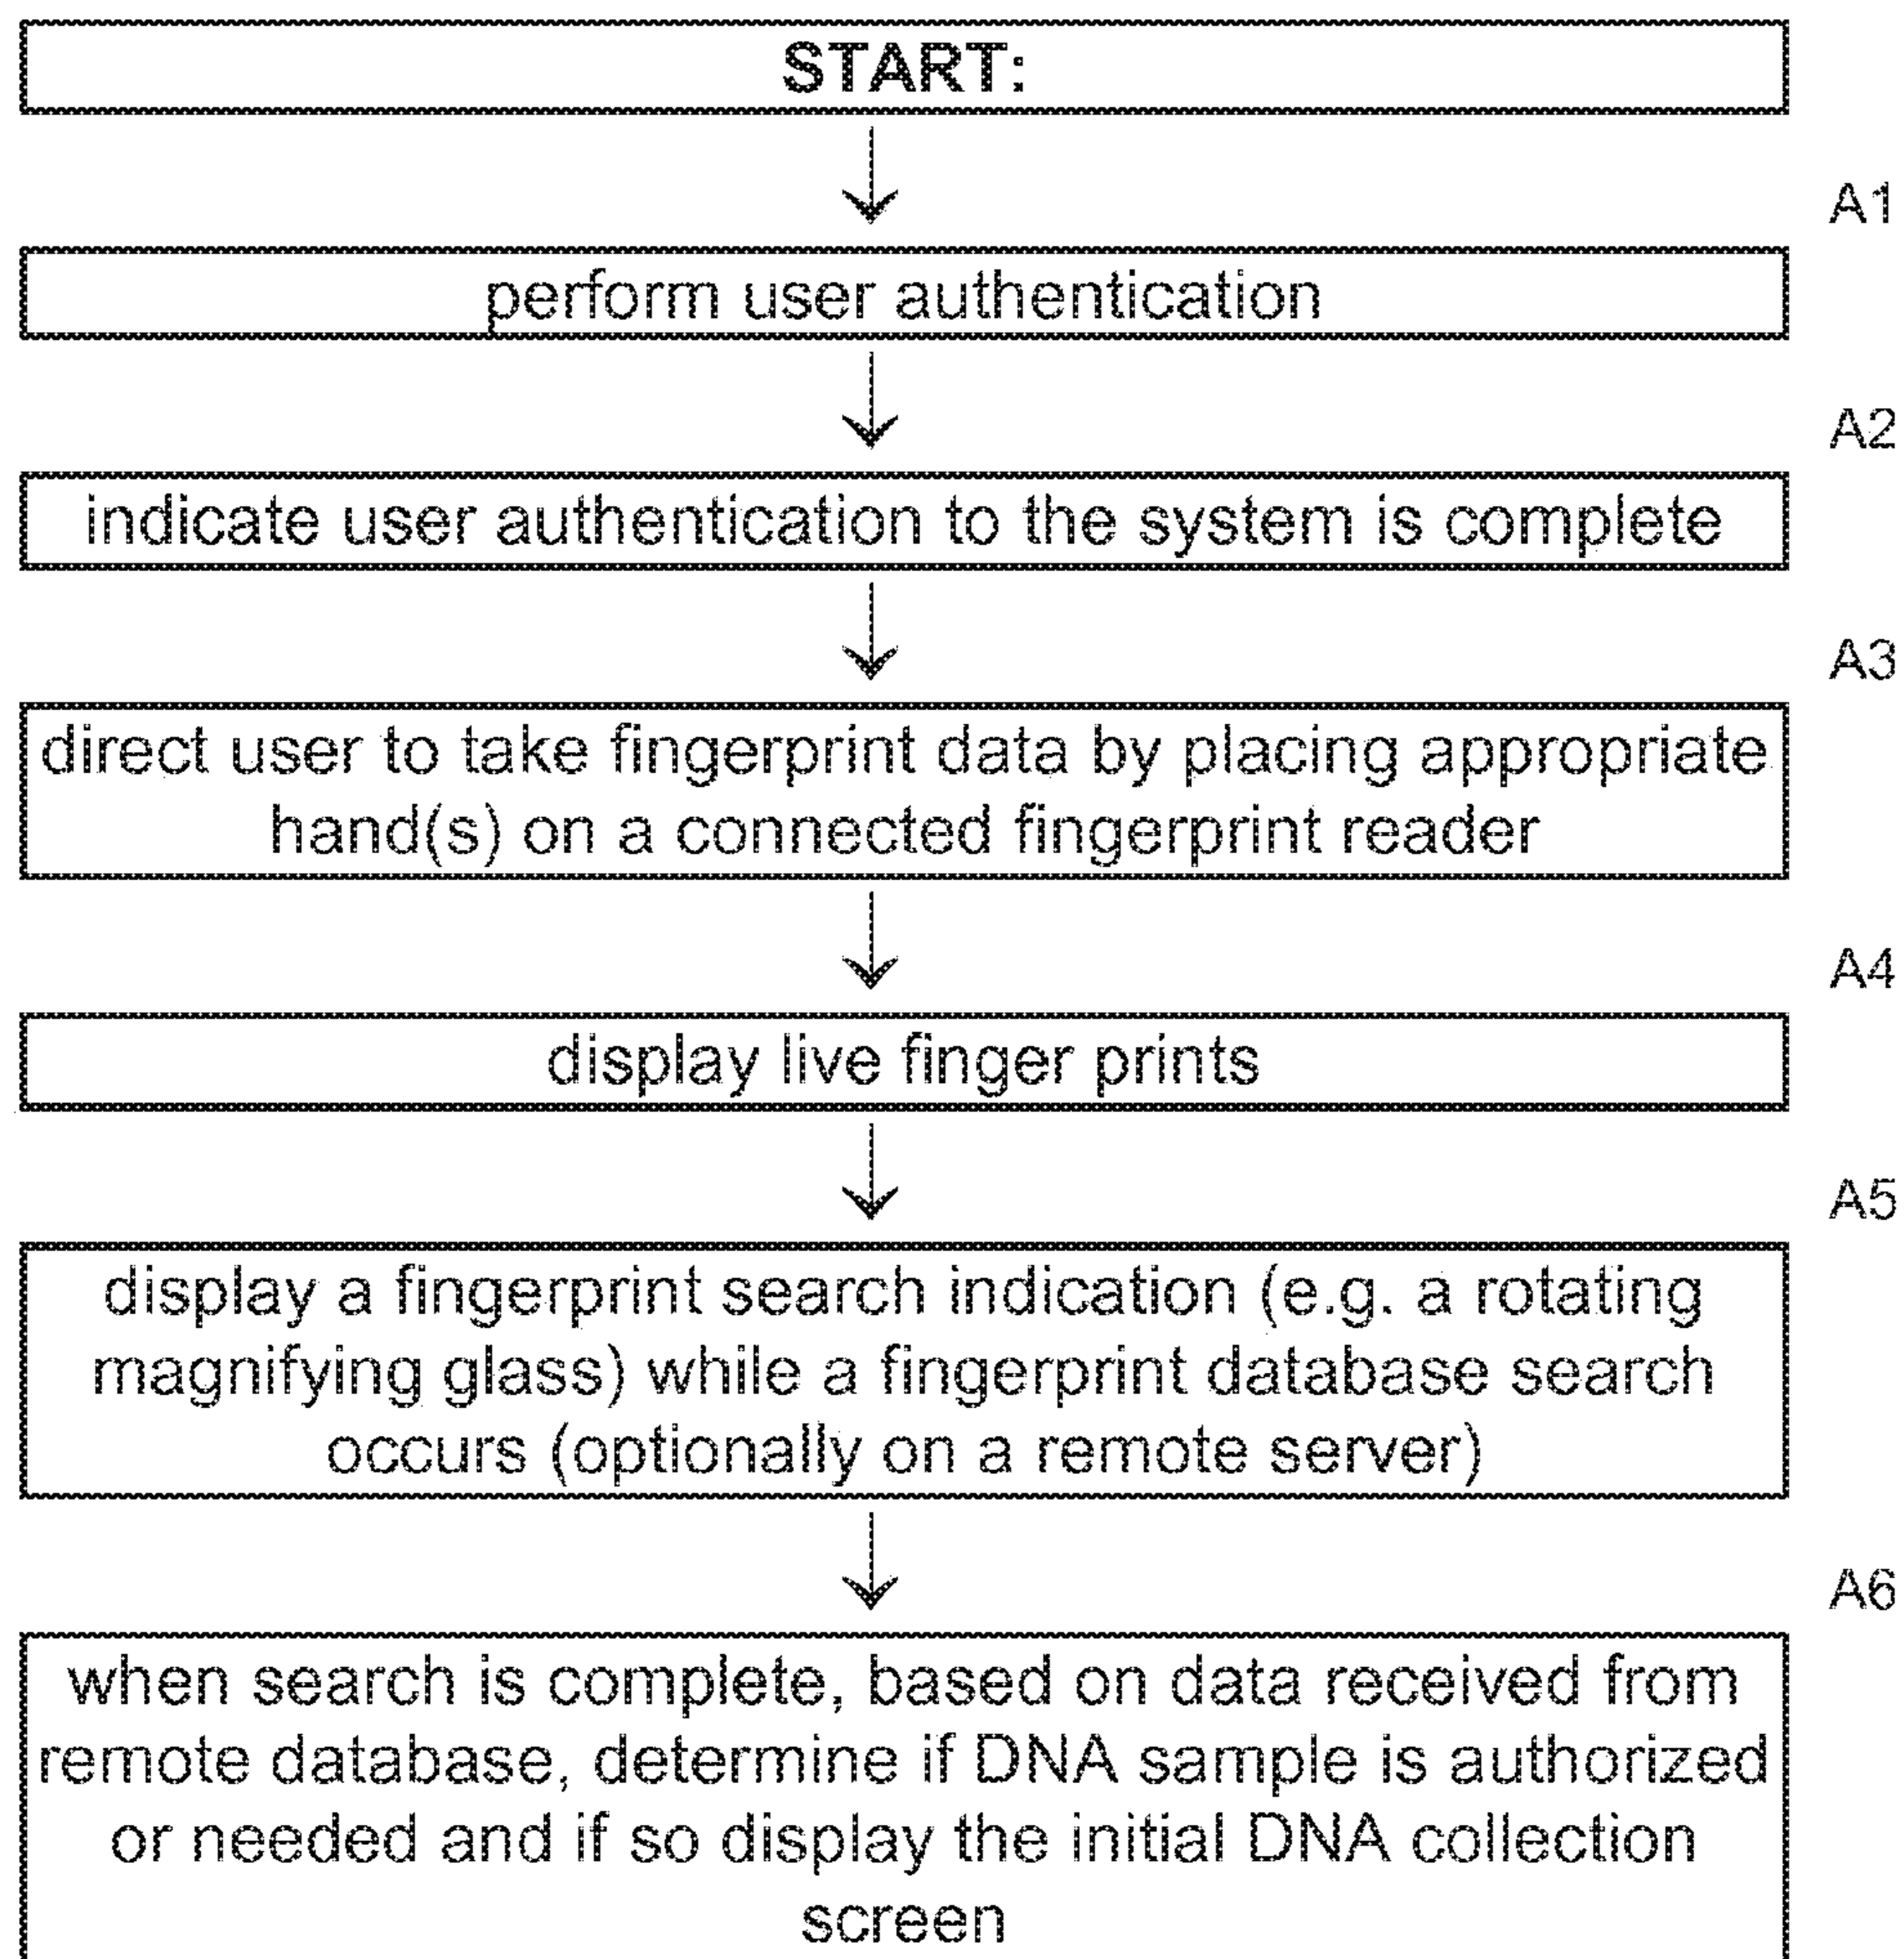 START:
A1
perform user authentication
A2
indicate user authentication to the system is complete
A3
direct user to take fingerprint data by placing appropriate
hand(s) on a connected fingerprint reader
A4
display live finger prints
A5
display a fingerprint search indication (e.g. a rotating
magnifying glass) while a fingerprint database search
occurs (optionally on a remote server)
A6
when search is complete, based on data received from
remote database, determine if DNA sample is authorized
or needed and if so display the initial DNA collection
screen